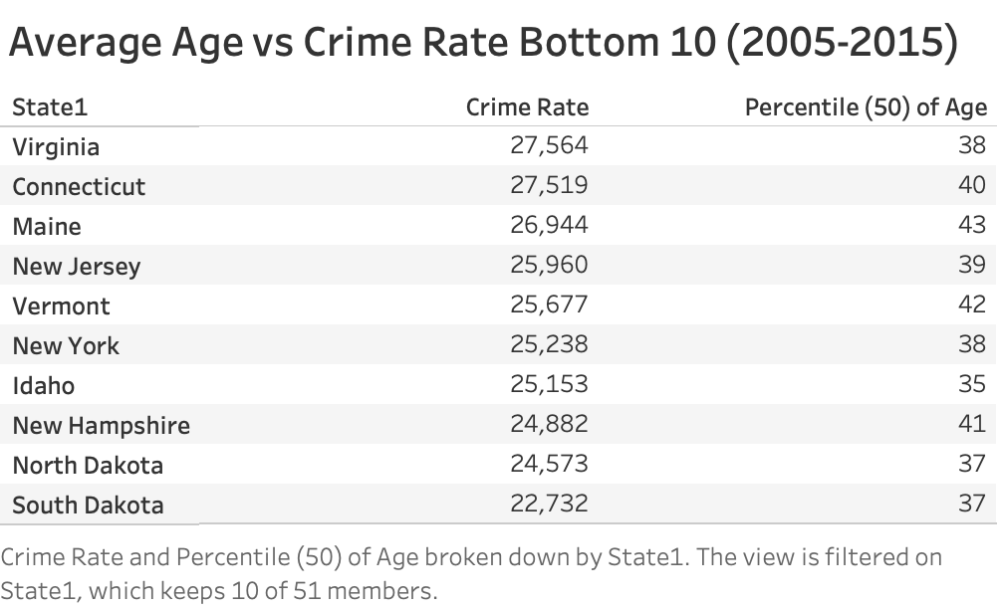 Average Age vs Crime Rate Bottom 10 (2005-2015)
State1 Crime Rate Percentile (50) of Age
Virginia 27,564 38
Connecticut 27,519 40
Maine 26,944 43
New Jersey 25,960 39
Vermont 25,677 42
New York 25,238 38
Idaho 25,153 35
New Hampshire 24,882 41
North Dakota 24,573 37
South Dakota 22,732 37
Crime Rate and Percentile (50) of Age broken down by State1. The view is filtered on
State1, which keeps 10 of 51 members.